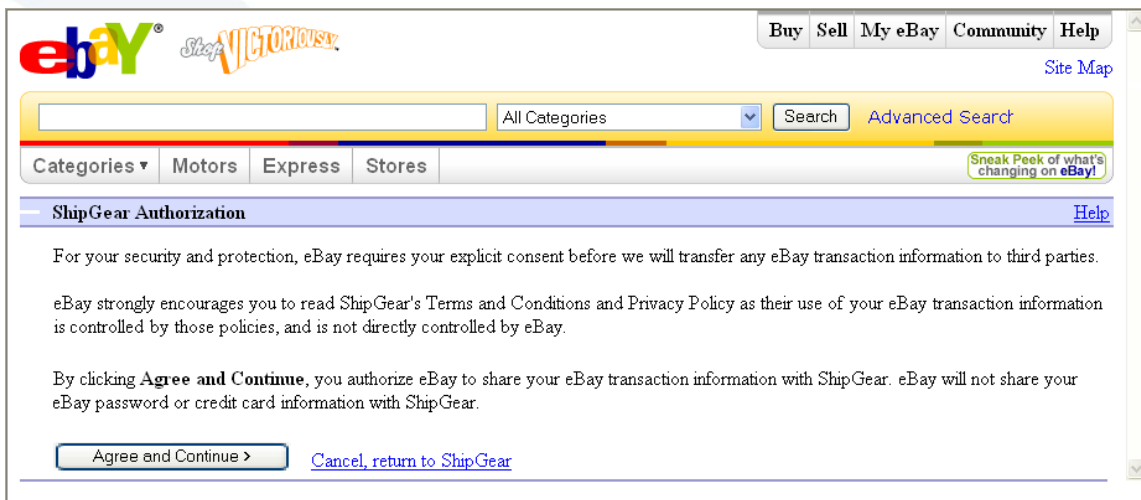 ebY®
Shop VICTORIOUSLY.
Buy Sell My eBay Community Help
Site Map
All Categories
Search
Advanced Search
Categories ▾ Motors Express Stores
Sneak Peek of what's
changing on eBay!
ShipGear Authorization
Help
For your security and protection, eBay requires your explicit consent before we will transfer any eBay transaction information to third parties.
eBay strongly encourages you to read ShipGear's Terms and Conditions and Privacy Policy as their use of your eBay transaction information
is controlled by those policies, and is not directly controlled by eBay.
By clicking Agree and Continue, you authorize eBay to share your eBay transaction information with ShipGear. eBay will not share your
eBay password or credit card information with ShipGear.
Agree and Continue >
Cancel, return to ShipGear